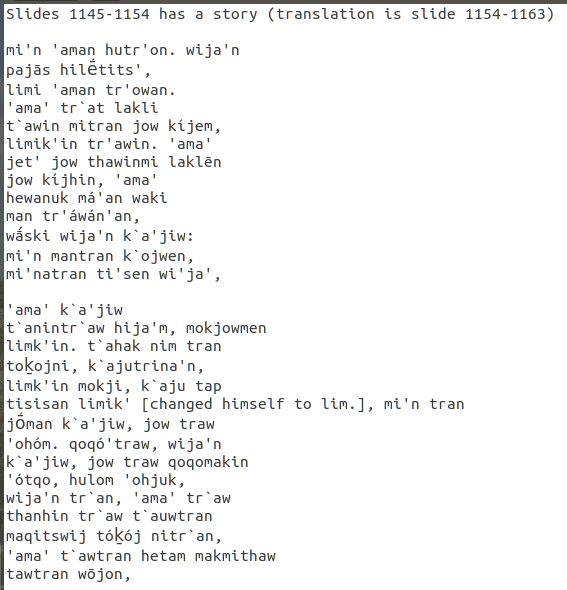 Slides 1145-1154 has a story (translation is slide 1154-1163)
mi'n 'aman hutr'on. wija'n
pajās hilḗtits',
limi 'aman tr'owan.
'ama' tr`at lakli
t`awin mitran jow kíjem,
limik'in tr'awin. 'ama'
jet' jow thawinmi laklēn
jow kíjhin, 'ama'
hewanuk má'an waki
man tr'áwán'an,
wā́ski wija'n k`a'jiw:
mi'n mantran k`ojwen,
mi'natran ti'sen wi'ja',
'ama' k`a'jiw
t`anintr`aw hija'm, mokjowmen
limk'in. t`ahak nim tran
toḵojni, k`ajutrina'n,
limk'in mokji, k`aju tap
tisisan limik' [changed himself to lim.], mi'n tran
jṓman k`a'jiw, jow traw
'ohóm. qoqó'traw, wija'n
k`a'jiw, jow traw qoqomakin
'ótqo, hulom 'ohjuk,
wija'n tr`an, 'ama' tr`aw
thanhin tr`aw t`auwtran
maqitswij tóḵój nitr`an,
'ama' t`awtran hetam makmithaw
tawtran wōjon,